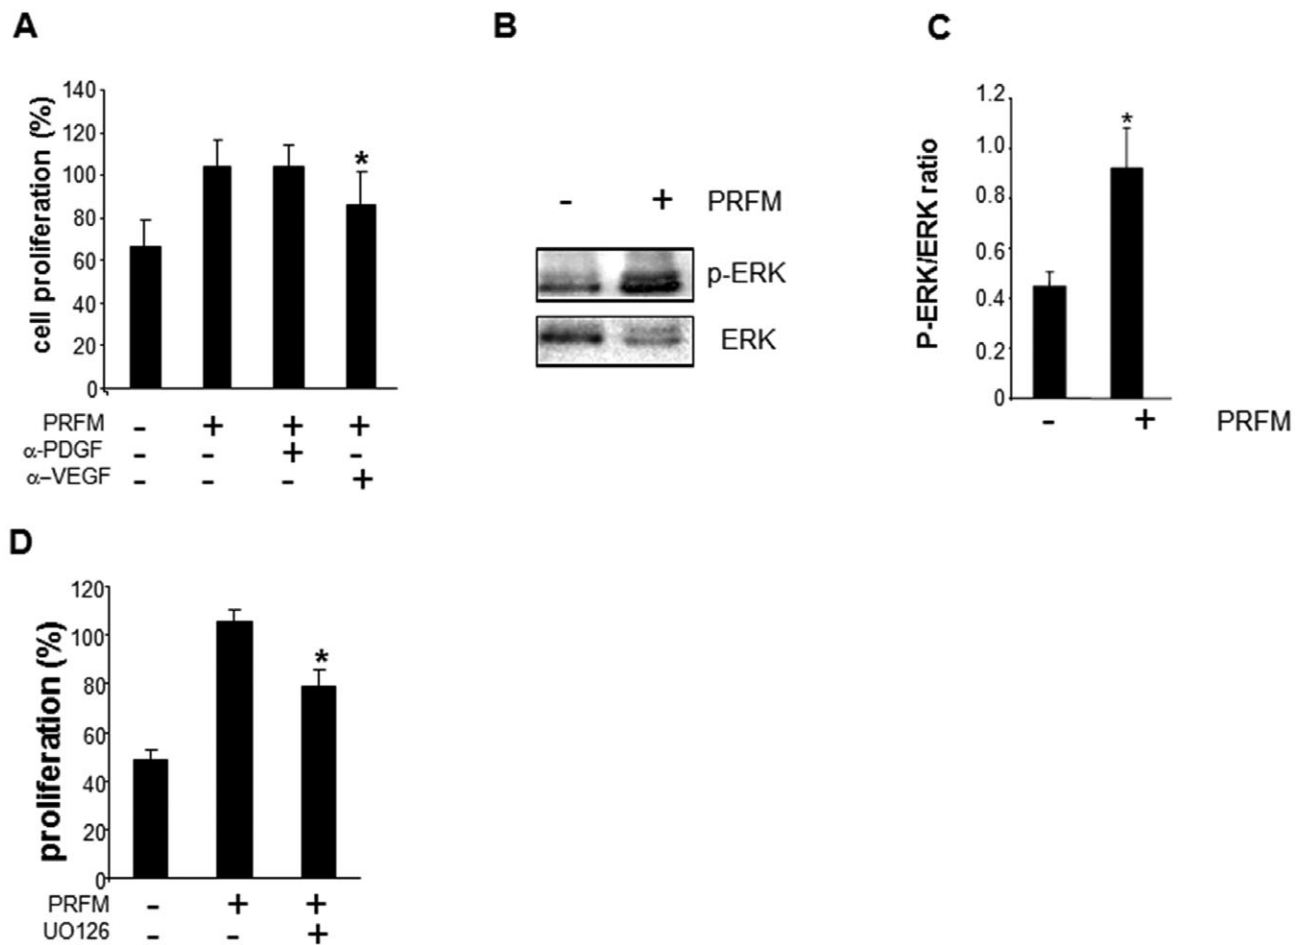 A
cell proliferation (%)
140
120
100
80
60
40
20
0
*
PRFM - + + +
α-PDGF - - + -
α–VEGF - - - +
B
- + PRFM
p-ERK
ERK
C
P-ERK/ERK ratio
1.2
1.0
0.8
0.6
0.4
0.2
0
*
- + PRFM
D
proliferation (%)
120
100
80
60
40
20
0
*
PRFM - + +
UO126 - - +